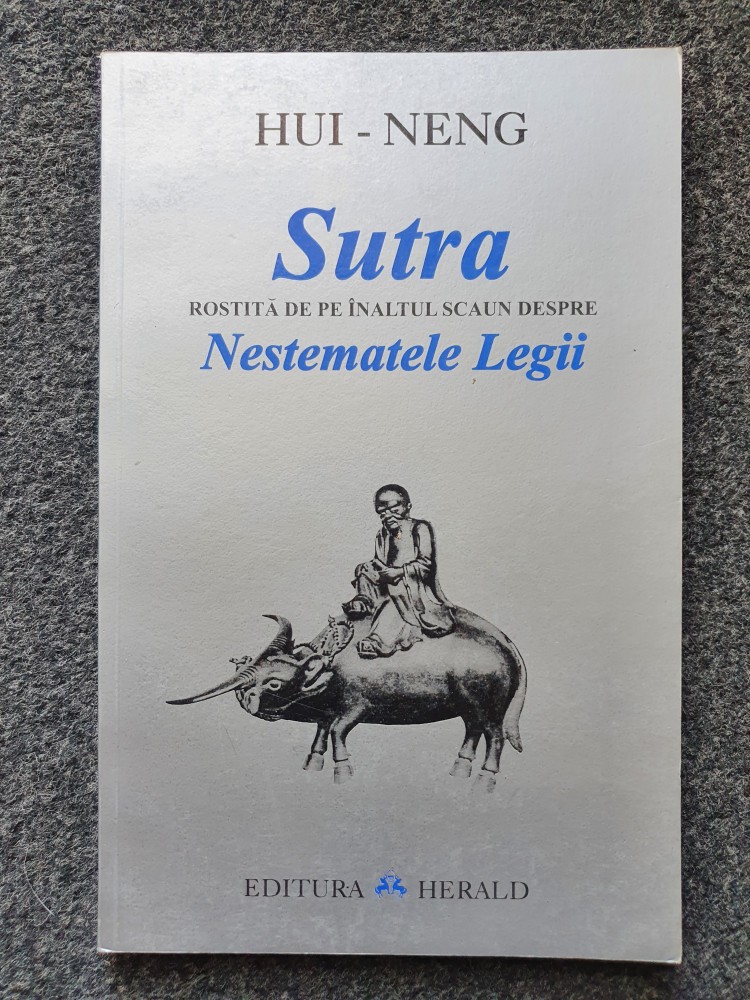 HUI - NENG
Sutra
ROSTITĂ DE PE ÎNALTUL SCAUN DESPRE
Nestematele Legii
EDITURA HERALD